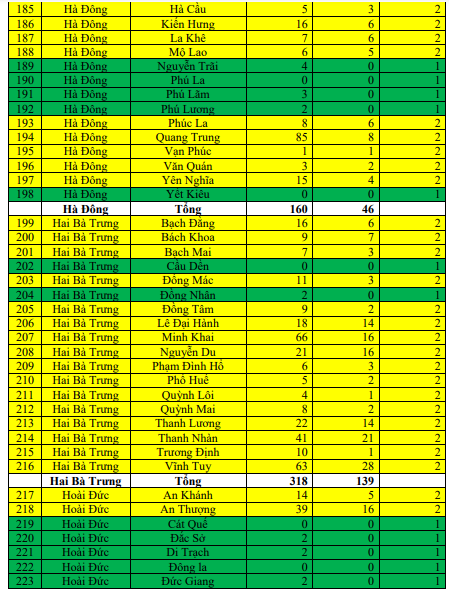 185 Hà Đông Hà Cầu 5 3 2
186 Hà Đông Kiến Hưng 16 6 2
187 Hà Đông La Khê 7 6 2
188 Hà Đông Mộ Lao 6 5 2
189 Hà Đông Nguyễn Trãi 4 0 1
190 Hà Đông Phú La 0 0 1
191 Hà Đông Phú Lãm 3 0 1
192 Hà Đông Phú Lương 2 0 1
193 Hà Đông Phúc La 8 6 2
194 Hà Đông Quang Trung 85 8 2
195 Hà Đông Vạn Phúc 1 1 2
196 Hà Đông Văn Quán 3 2 2
197 Hà Đông Yên Nghĩa 15 4 2
198 Hà Đông Yết Kiêu 0 0 1
Hà Đông Tổng 160 46
199 Hai Bà Trưng Bạch Đằng 16 6 2
200 Hai Bà Trưng Bách Khoa 9 7 2
201 Hai Bà Trưng Bạch Mai 7 3 2
202 Hai Bà Trưng Cầu Dền 0 0 1
203 Hai Bà Trưng Đống Mác 11 3 2
204 Hai Bà Trưng Đồng Nhân 2 0 1
205 Hai Bà Trưng Đồng Tâm 9 2 2
206 Hai Bà Trưng Lê Đại Hành 18 14 2
207 Hai Bà Trưng Minh Khai 66 16 2
208 Hai Bà Trưng Nguyễn Du 21 16 2
209 Hai Bà Trưng Phạm Đình Hổ 6 3 2
210 Hai Bà Trưng Phố Huế 5 2 2
211 Hai Bà Trưng Quỳnh Lôi 4 1 2
212 Hai Bà Trưng Quỳnh Mai 8 2 2
213 Hai Bà Trưng Thanh Lương 22 14 2
214 Hai Bà Trưng Thanh Nhàn 41 21 2
215 Hai Bà Trưng Trương Định 10 1 2
216 Hai Bà Trưng Vĩnh Tuy 63 28 2
Hai Bà Trưng Tổng 318 139
217 Hoài Đức An Khánh 14 5 2
218 Hoài Đức An Thượng 39 16 2
219 Hoài Đức Cát Quế 0 0 1
220 Hoài Đức Đắc Sở 2 0 1
221 Hoài Đức Di Trạch 2 0 1
222 Hoài Đức Đông la 0 0 1
223 Hoài Đức Đức Giang 2 0 1